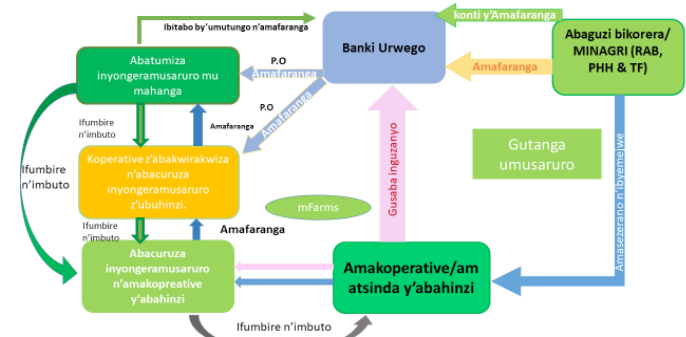 konti y'Amafaranga
Ibitabo by'umutungo n'amafaranga
Abatumiza
inyongeramusaruro mu
mahanga
P.O
Amafaranga
Banki Urwego
Amafaranga
Abaguzi bikorera/
MINAGRI (RAB,
PHH & TF)
P.O
Amafaranga
Ifumbire
n'imbuto
Amafaranga
Ifumbire
n'imbuto
Koperative z'abakwirakwiza
n'abacuruza
inyongeramusaruro
z'ubuhinzi.
Gusaba inguzanyo
Gutanga
umusaruro
mFarms
Amasezerano n'ibyemejwe
Ifumbire
n'imbuto
Amafaranga
Abacuruza
inyongeramusaruro
n'amakopreative
y'abahinzi
Amakoperative/am
atsinda y'abahinzi
Ifumbire n'imbuto